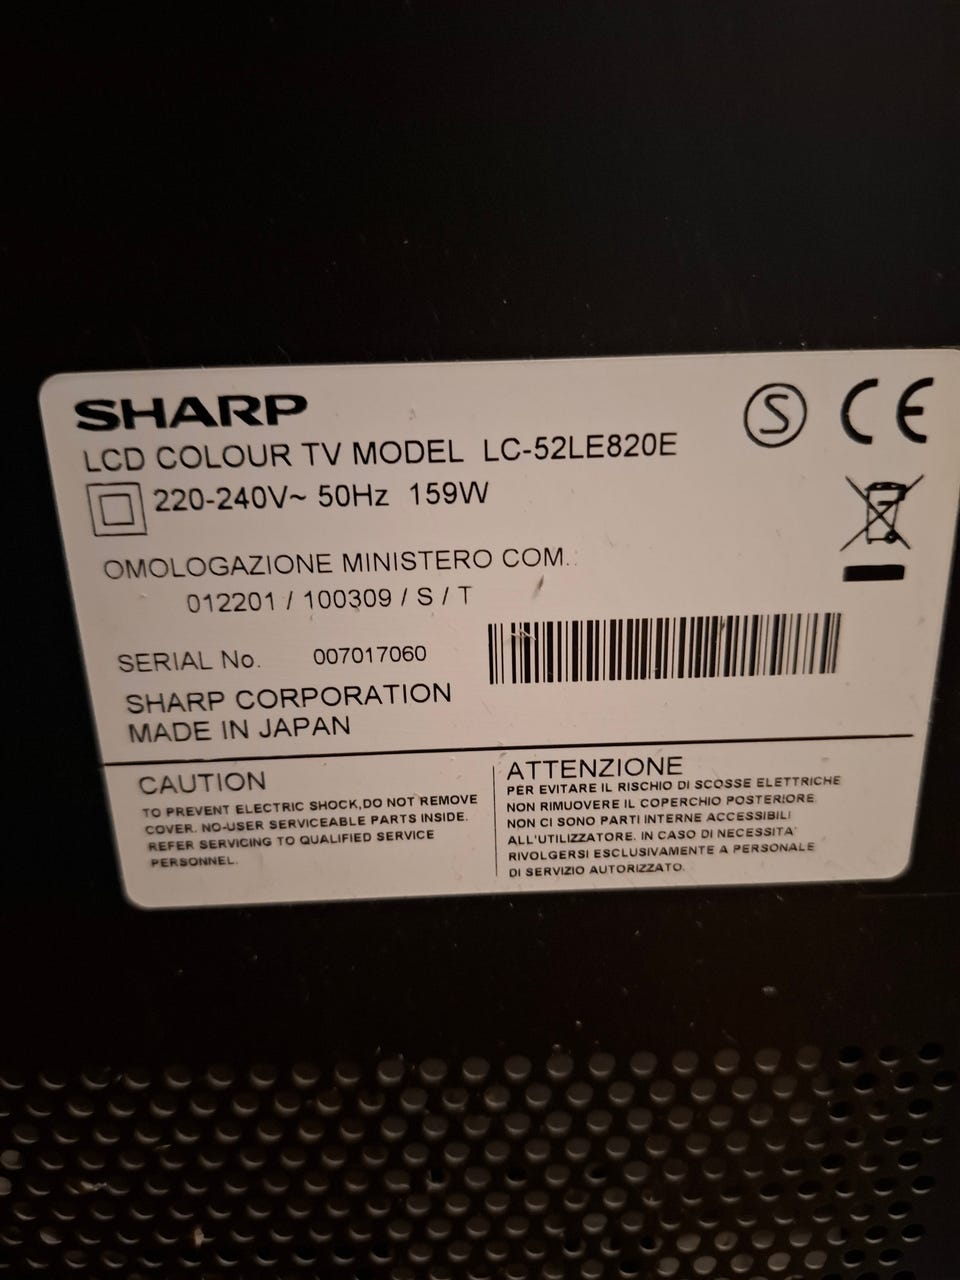 SHARP
LCD COLOUR TV MODEL LC-52LE820E
S CE
220-240V~ 50Hz 159W
OMOLOGAZIONE MINISTERO COM.
012201 / 100309 / S / T
SERIAL No. 007017060
SHARP CORPORATION
MADE IN JAPAN
CAUTION
TO PREVENT ELECTRIC SHOCK,DO NOT REMOVE
COVER. NO-USER SERVICEABLE PARTS INSIDE.
REFER SERVICING TO QUALIFIED SERVICE
PERSONNEL.
ATTENZIONE
PER EVITARE IL RISCHIO DI SCOSSE ELETTRICHE
NON RIMUOVERE IL COPERCHIO POSTERIORE.
NON CI SONO PARTI INTERNE ACCESSIBILI
ALL'UTILIZZATORE. IN CASO DI NECESSITA'
RIVOLGERSI ESCLUSIVAMENTE A PERSONALE
DI SERVIZIO AUTORIZZATO.